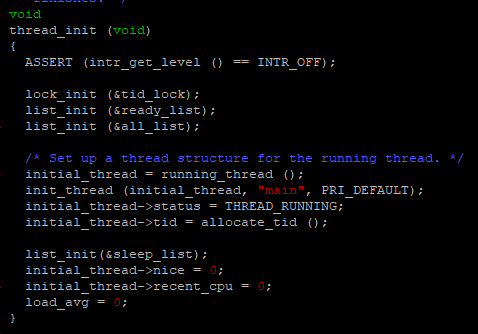 finishes. */
void
thread_init (void)
{
  ASSERT (intr_get_level () == INTR_OFF);

  lock_init (&tid_lock);
  list_init (&ready_list);
  list_init (&all_list);

  /* Set up a thread structure for the running thread. */
  initial_thread = running_thread ();
  init_thread (initial_thread, "main", PRI_DEFAULT);
  initial_thread->status = THREAD_RUNNING;
  initial_thread->tid = allocate_tid ();

  list_init(&sleep_list);
  initial_thread->nice = 0;
  initial_thread->recent_cpu = 0;
  load_avg = 0;
}